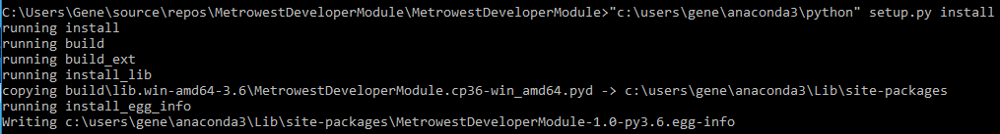 C:\Users\Gene\source\repos\MetrowestDeveloperModule\MetrowestDeveloperModule>"c:\users\gene\anaconda3\python" setup.py install
running install
running build
running build_ext
running install_lib
copying build\lib.win-amd64-3.6\MetrowestDeveloperModule.cp36-win_amd64.pyd -> c:\users\gene\anaconda3\Lib\site-packages
running install_egg_info
Writing c:\users\gene\anaconda3\Lib\site-packages\MetrowestDeveloperModule-1.0-py3.6.egg-info